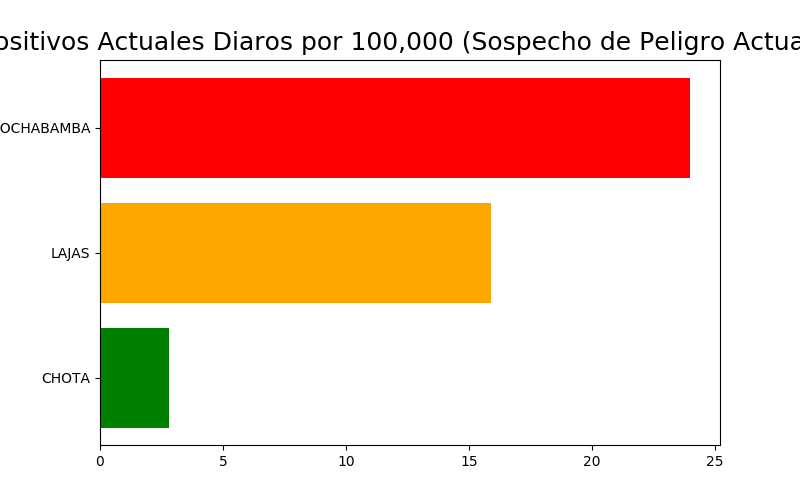 ositivos Actuales Diaros por 100,000 (Sospecho de Peligro Actua
OCHABAMBA
LAJAS
CHOTA
0 5 10 15 20 25